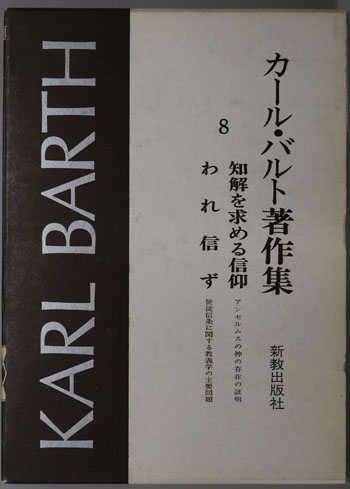 KARL BARTH
カール・バルト著作集
8
知解を求める信仰
アンセルムスの神の存在の証明
われ信ず
使徒信条に関する教義学の主要問題
新教出版社